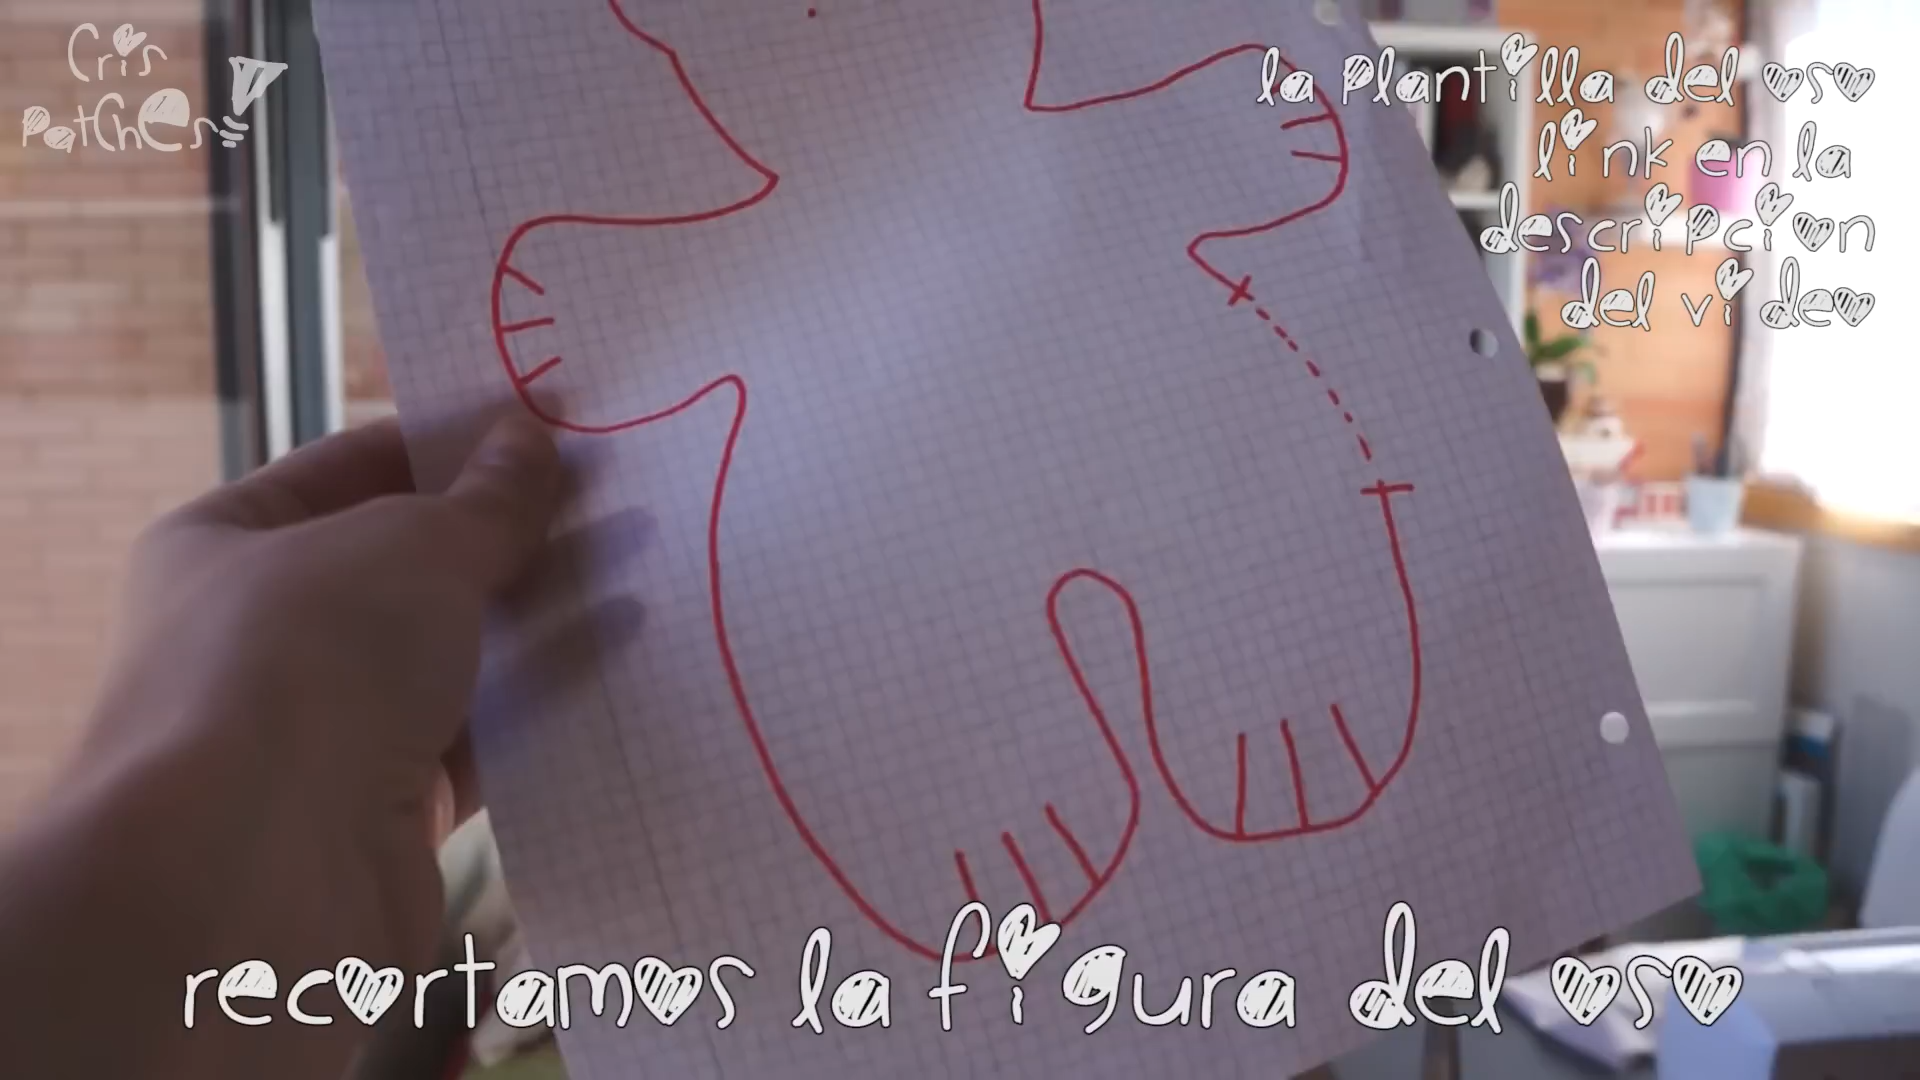 Cris
Patches
la plantilla del oso
link en la
descripcion
del video
recortamos la figura del oso